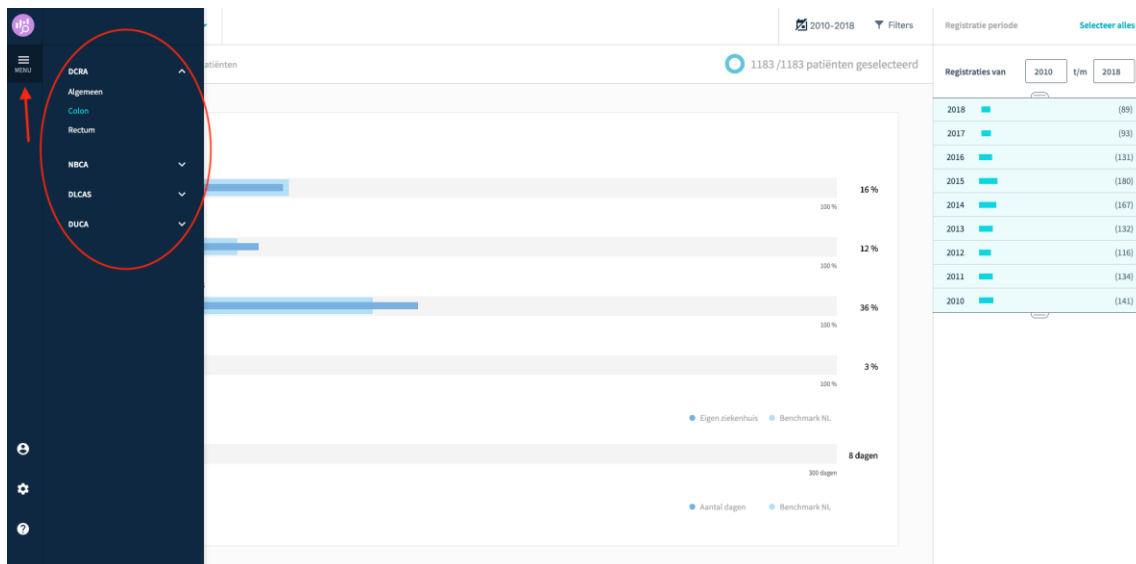 2010-2018 Filters
Registratie periode Selecteer alles
MENU
DCRA
Algemeen
Colon
Rectum
NBCA
DLCAS
DUCA
1183 /1183 patiënten geselecteerd
16 %
100 %
12 %
100 %
36 %
100 %
3 %
100 %
Eigen ziekenhuis Benchmark NL
8 dagen
300 dagen
Aantal dagen Benchmark NL
Registraties van 2010 t/m 2018
2018 (89)
2017 (93)
2016 (131)
2015 (180)
2014 (167)
2013 (132)
2012 (116)
2011 (134)
2010 (141)